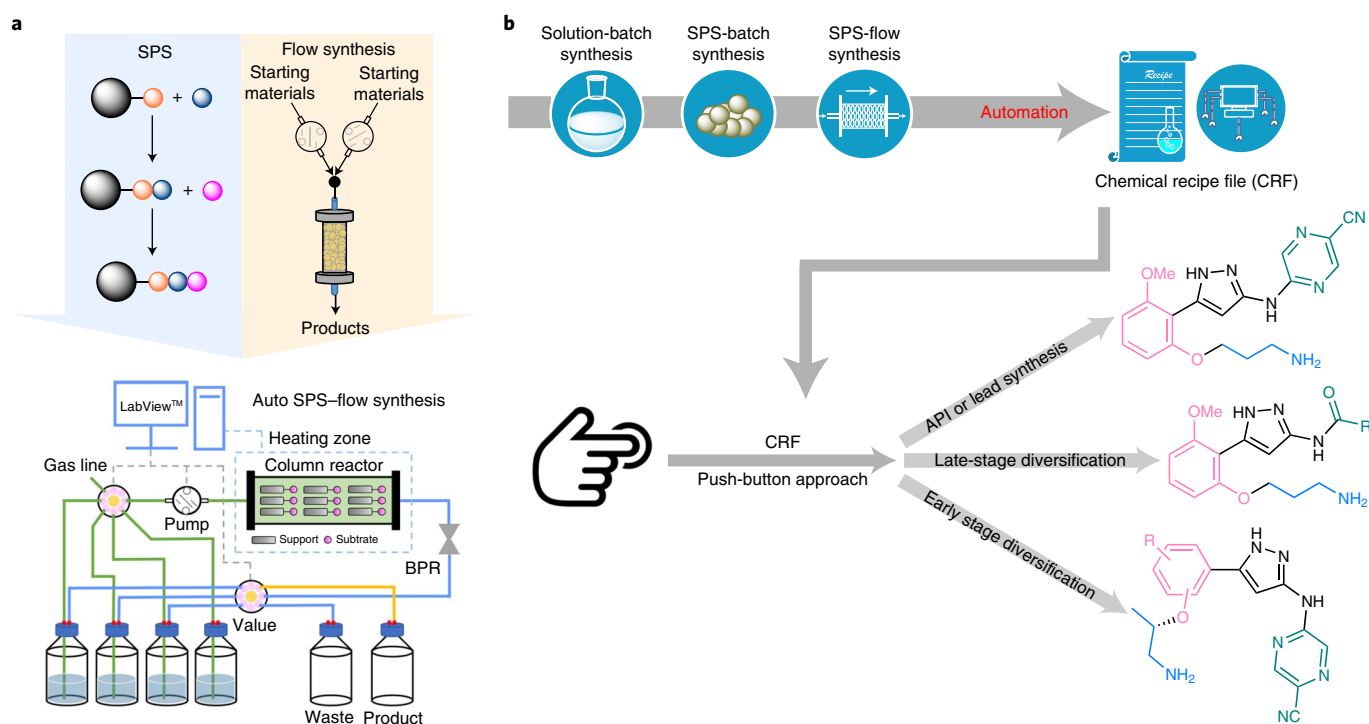 a
SPS
Flow synthesis
Starting
materials
Starting
materials
+
+
Products
LabView™
Auto SPS–flow synthesis
Heating zone
Gas line
Column reactor
Pump
Support
Subtrate
BPR
Value
Waste
Product
b
Solution-batch
synthesis
SPS-batch
synthesis
SPS-flow
synthesis
Automation
Recipe
Chemical recipe file (CRF)
CRF
Push-button approach
API or lead synthesis
Late-stage diversification
Early stage diversification
OMe
HN
N
N
H
N
N
CN
O
NH2
OMe
HN
N
N
H
O
R
O
NH2
R
H
N
N
NH
O
NH2
N
N
NC